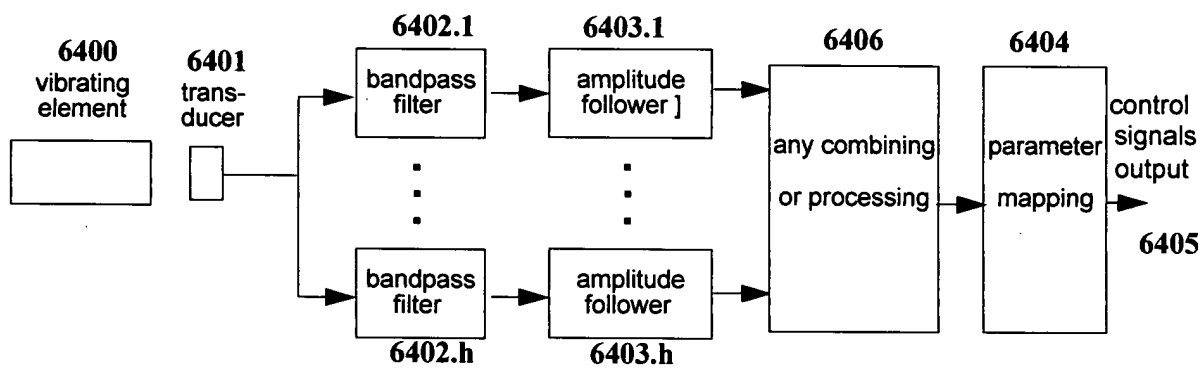 6400
vibrating
element
6401
trans-
ducer
6402.1
bandpass
filter
6403.1
amplitude
follower ]
6402.h
bandpass
filter
6403.h
amplitude
follower
6406
any combining
or processing
6404
parameter
mapping
control
signals
output
6405